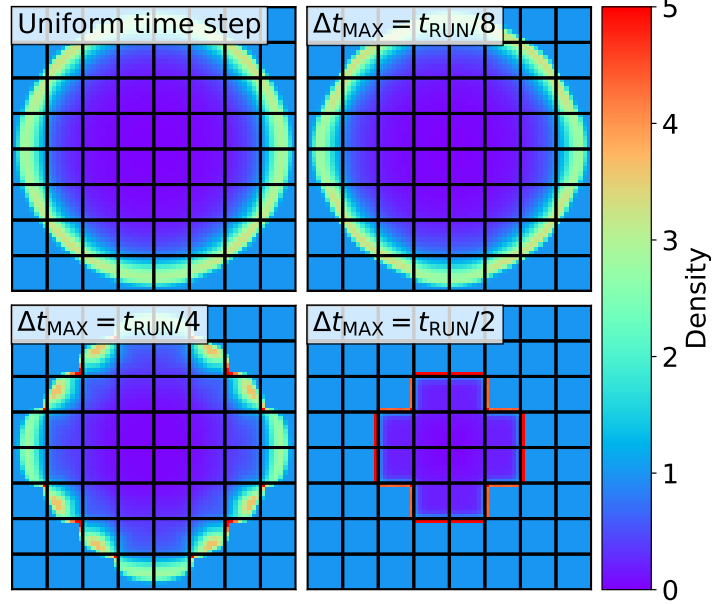 Uniform time step
Δt_MAX = t_RUN/8
Δt_MAX = t_RUN/4
Δt_MAX = t_RUN/2
5
4
3
2
1
0
Density